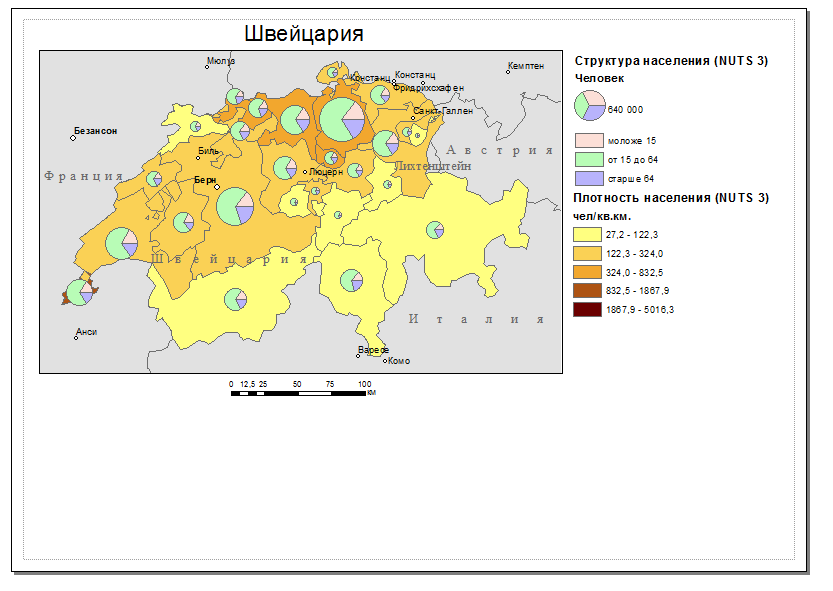 Швейцария
Мюлуз
Кемптен
Констанц
Констанц
Фридрихсхафен
Санкт-Галлен
Безансон
Австрия
Биль
Лихтенштейн
Люцерн
Франция
Берн
Швейцария
Италия
Анси
Варесе
Комо
0 12,5 25 50 75 100
КМ
Структура населения (NUTS 3)
Человек
640 000
моложе 15
от 15 до 64
старше 64
Плотность населения (NUTS 3)
чел/кв.км.
27,2 - 122,3
122,3 - 324,0
324,0 - 832,5
832,5 - 1867,9
1867,9 - 5016,3